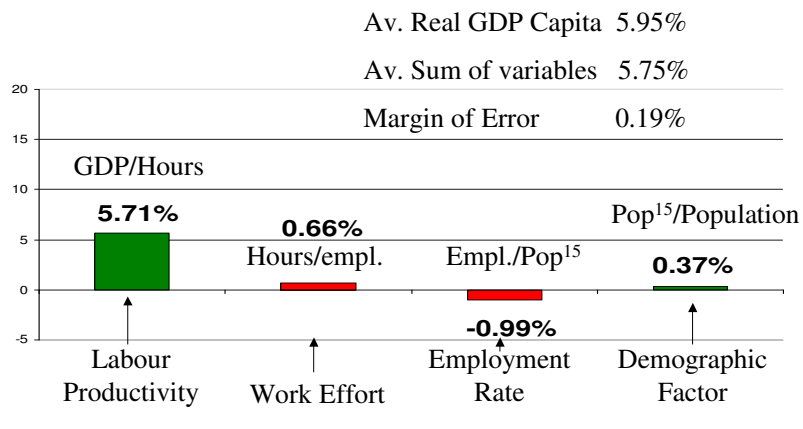 Av. Real GDP Capita 5.95%
Av. Sum of variables 5.75%
Margin of Error 0.19%
20
15
10
5
0
-5
GDP/Hours
5.71%
0.66%
Hours/empl.
Empl./Pop¹⁵
-0.99%
Pop¹⁵/Population
0.37%
Labour
Productivity
Work Effort
Employment
Rate
Demographic
Factor